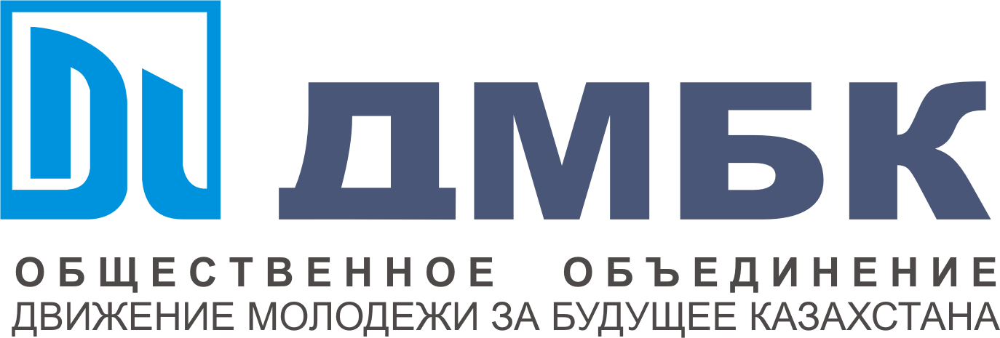 ДМБК
ОБЩЕСТВЕННОЕ ОБЪЕДИНЕНИЕ
ДВИЖЕНИЕ МОЛОДЕЖИ ЗА БУДУЩЕЕ КАЗАХСТАНА